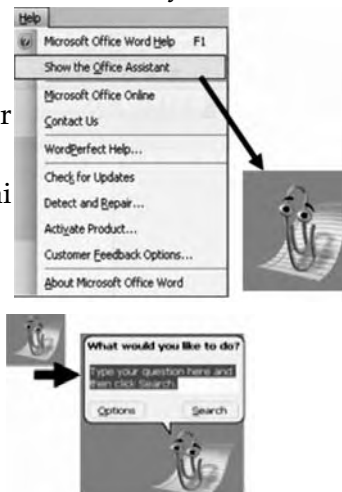 Help
Microsoft Office Word Help F1
Show the Office Assistant
Microsoft Office Online
r
Contact Us
WordPerfect Help...
Check for Updates
ni
Detect and Repair...
Activate Product...
Customer Feedback Options...
About Microsoft Office Word
What would you like to do?
Type your question here and
then click Search.
Options Search